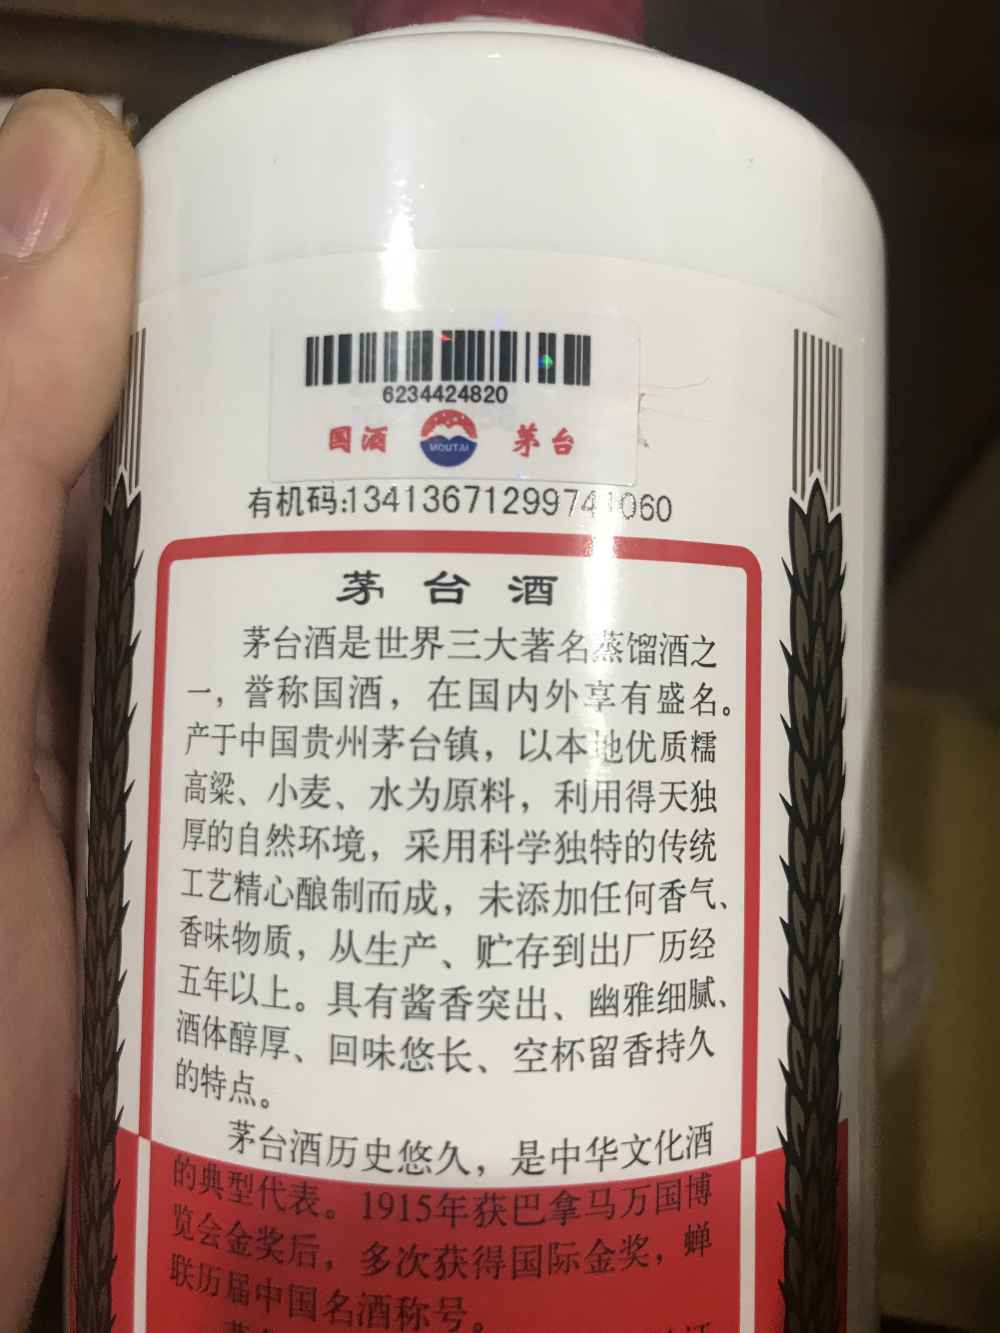 6234424820
国酒 MOUTAI 茅台
有机码:13413671299741060
茅台酒
茅台酒是世界三大著名蒸馏酒之
一，誉称国酒，在国内外享有盛名。
产于中国贵州茅台镇，以本地优质糯
高粱、小麦、水为原料，利用得天独
厚的自然环境，采用科学独特的传统
工艺精心酿制而成，未添加任何香气、
香味物质，从生产、贮存到出厂历经
五年以上。具有酱香突出、幽雅细腻、
酒体醇厚、回味悠长、空杯留香持久
的特点。
茅台酒历史悠久，是中华文化酒
的典型代表。1915年获巴拿马万国博
览会金奖后，多次获得国际金奖，蝉
联历届中国名酒称号。